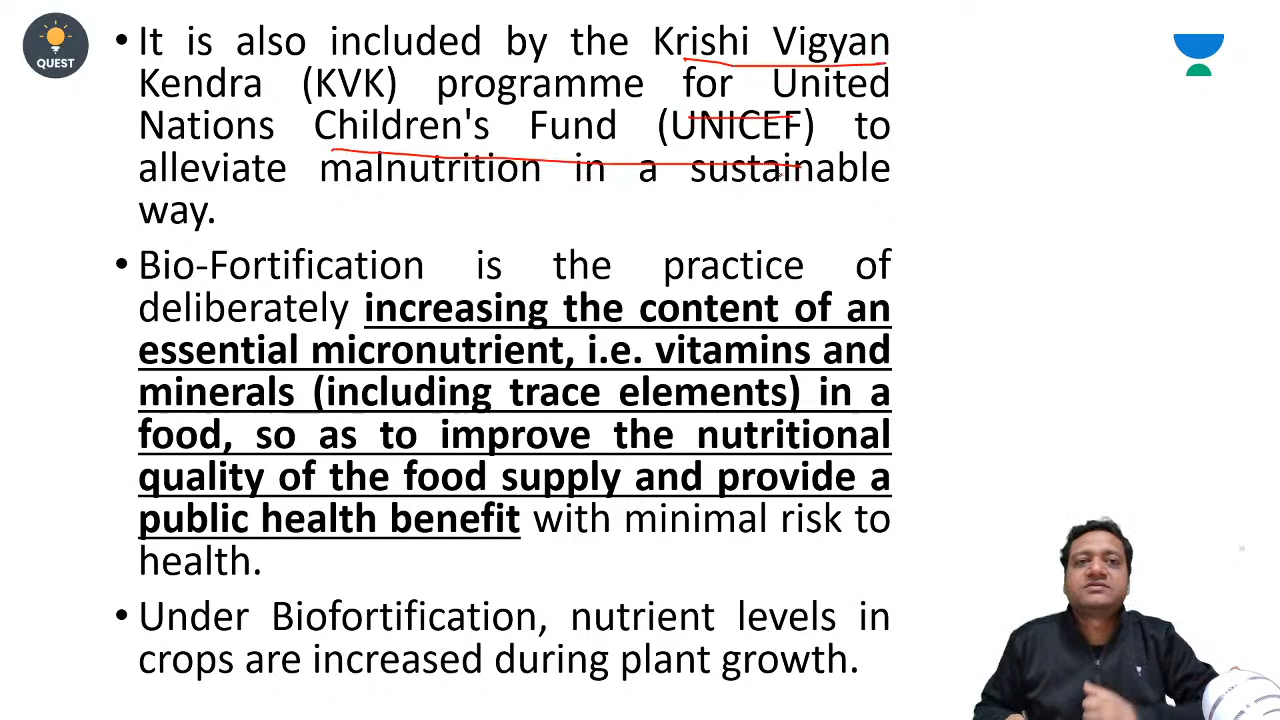 QUEST
• It is also included by the Krishi Vigyan
Kendra (KVK) programme for United
Nations Children's Fund (UNICEF) to
alleviate malnutrition in a sustainable
way.
• Bio-Fortification is the practice of
deliberately increasing the content of an
essential micronutrient, i.e. vitamins and
minerals (including trace elements) in a
food, so as to improve the nutritional
quality of the food supply and provide a
public health benefit with minimal risk to
health.
• Under Biofortification, nutrient levels in
crops are increased during plant growth.